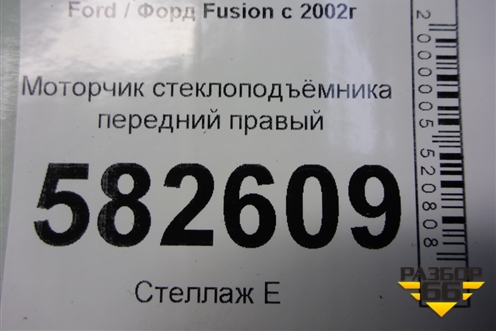 Ford / Форд Fusion с 2002г
Моторчик стеклоподъёмника
передний правый
582609
Стеллаж Е
2000005520808
РАЗБОР
66